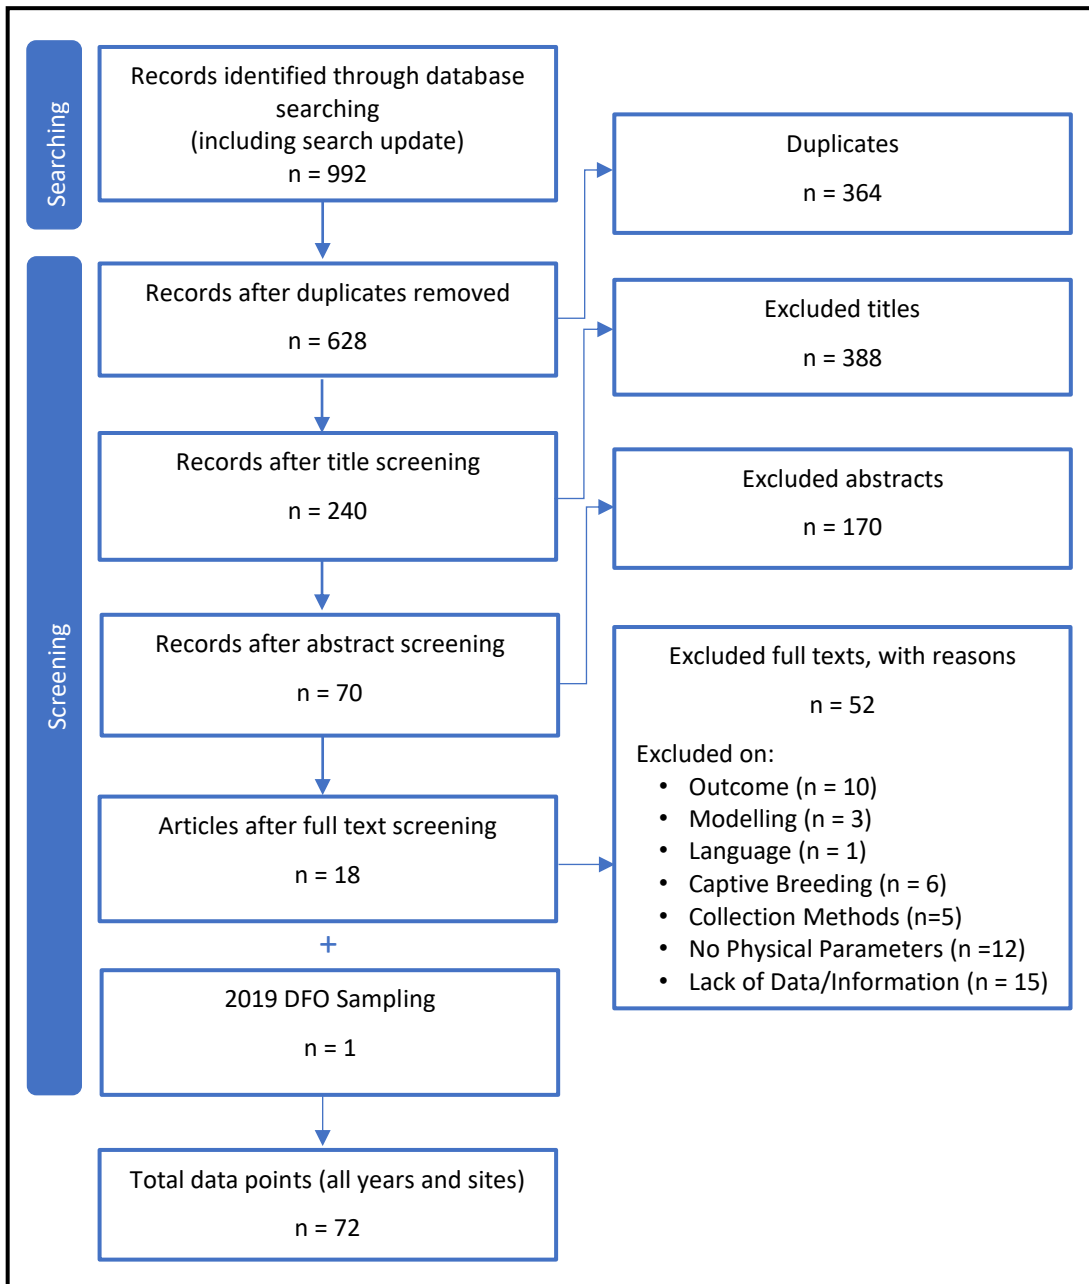 Searching
Records identified through database
searching
(including search update)
n = 992
Duplicates
n = 364
Screening
Records after duplicates removed
n = 628
Excluded titles
n = 388
Records after title screening
n = 240
Excluded abstracts
n = 170
Records after abstract screening
n = 70
Excluded full texts, with reasons
n = 52
Excluded on:
• Outcome (n = 10)
• Modelling (n = 3)
• Language (n = 1)
• Captive Breeding (n = 6)
• Collection Methods (n=5)
• No Physical Parameters (n =12)
• Lack of Data/Information (n = 15)
Articles after full text screening
n = 18
+
2019 DFO Sampling
n = 1
Total data points (all years and sites)
n = 72